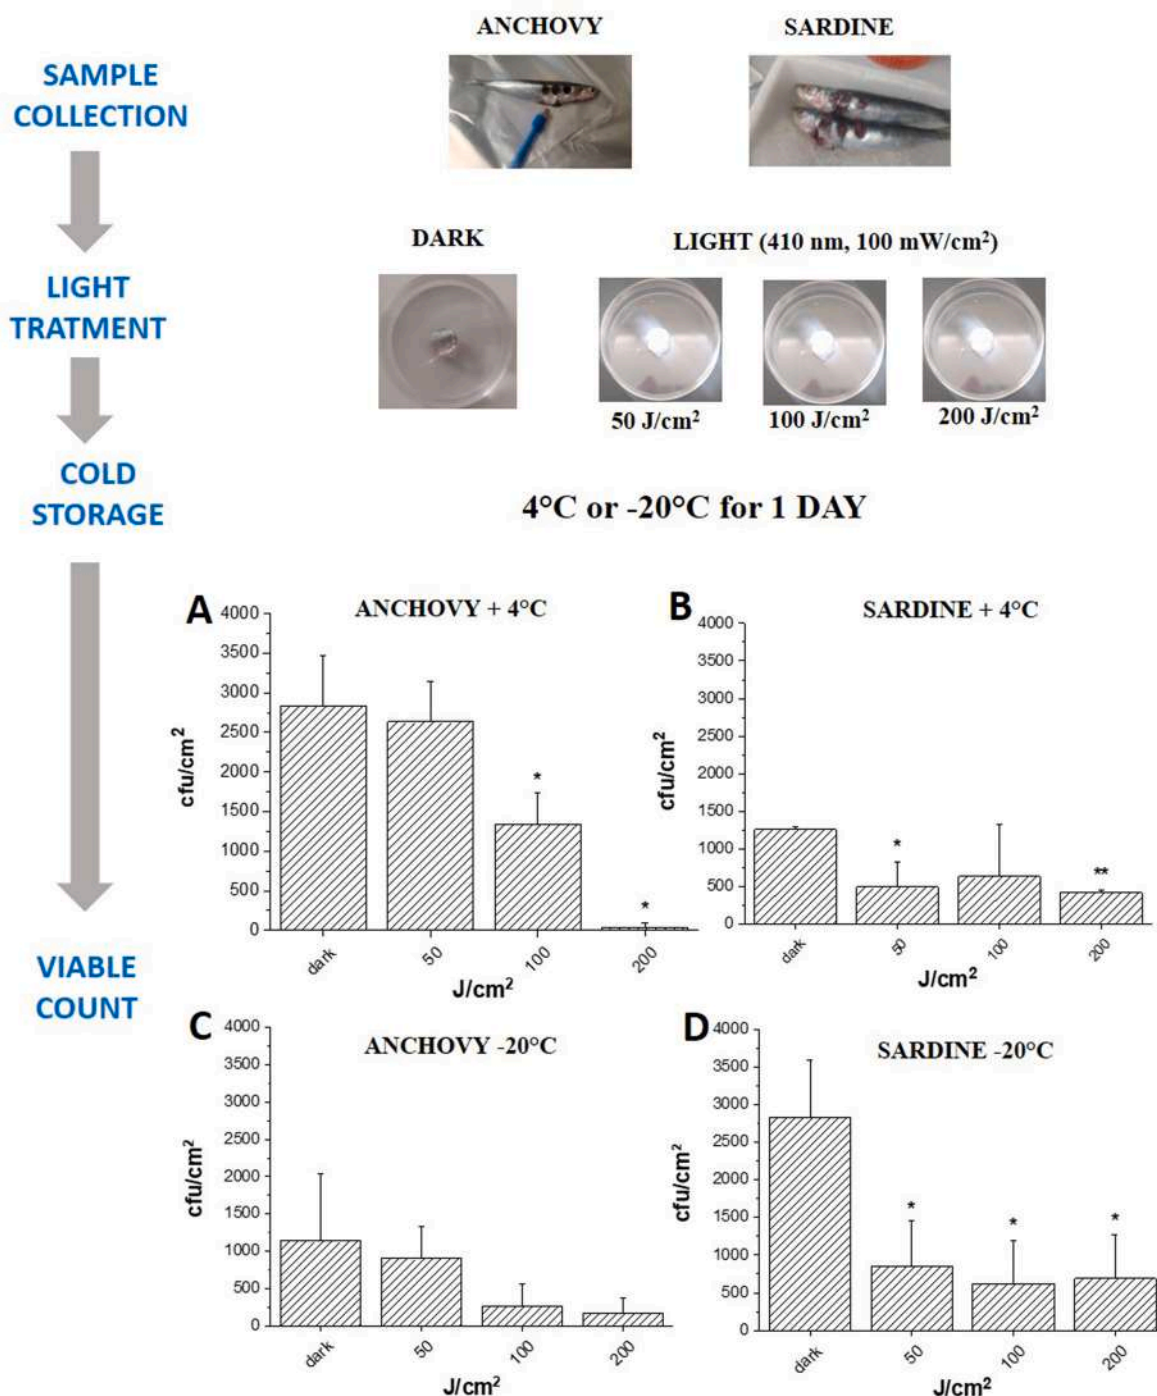 ANCHOVY
SARDINE
SAMPLE
COLLECTION
DARK
LIGHT (410 nm, 100 mW/cm²)
LIGHT
TRATMENT
50 J/cm²
100 J/cm²
200 J/cm²
COLD
STORAGE
4°C or -20°C for 1 DAY
A
ANCHOVY + 4°C
4000
3500
3000
2500
2000
1500
1000
500
0
cfu/cm²
*
*
dark
50
100
200
J/cm²
B
SARDINE + 4°C
4000
3500
3000
2500
2000
1500
1000
500
0
cfu/cm²
*
**
dark
50
100
200
J/cm²
VIABLE
COUNT
C
ANCHOVY -20°C
4000
3500
3000
2500
2000
1500
1000
500
0
cfu/cm²
dark
50
100
200
J/cm²
D
SARDINE -20°C
4000
3500
3000
2500
2000
1500
1000
500
0
cfu/cm²
*
*
*
dark
50
100
200
J/cm²